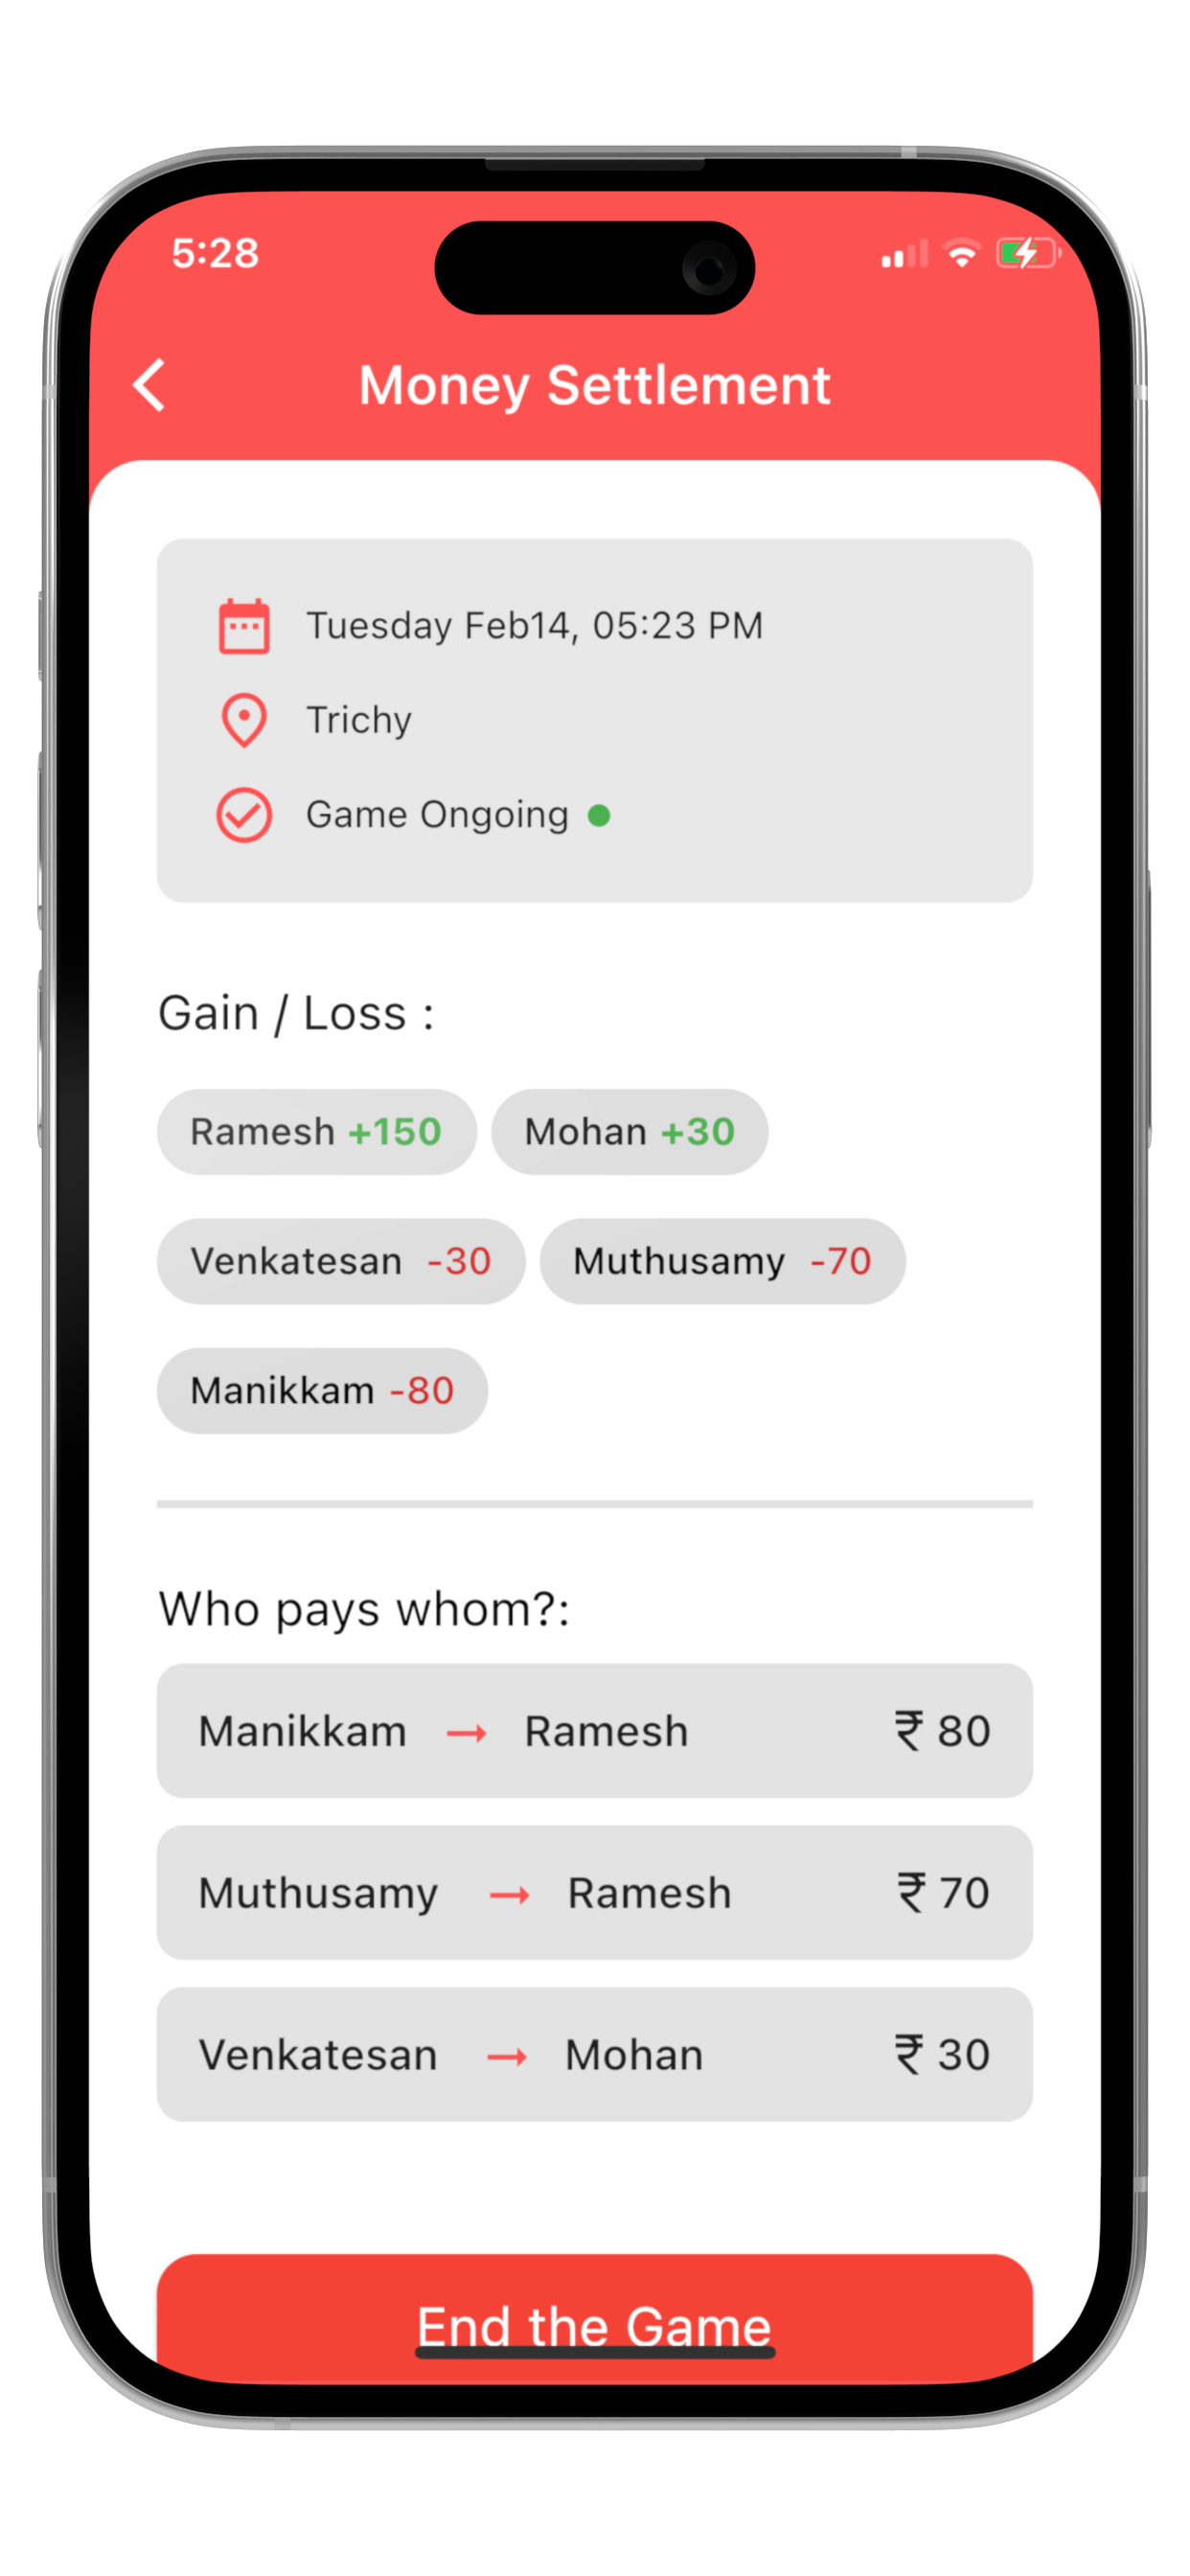 5:28
Money Settlement
Tuesday Feb14, 05:23 PM
Trichy
Game Ongoing
Gain / Loss :
Ramesh +150 Mohan +30
Venkatesan -30 Muthusamy -70
Manikkam -80
Who pays whom?:
Manikkam → Ramesh ₹ 80
Muthusamy → Ramesh ₹ 70
Venkatesan → Mohan ₹ 30
End the Game